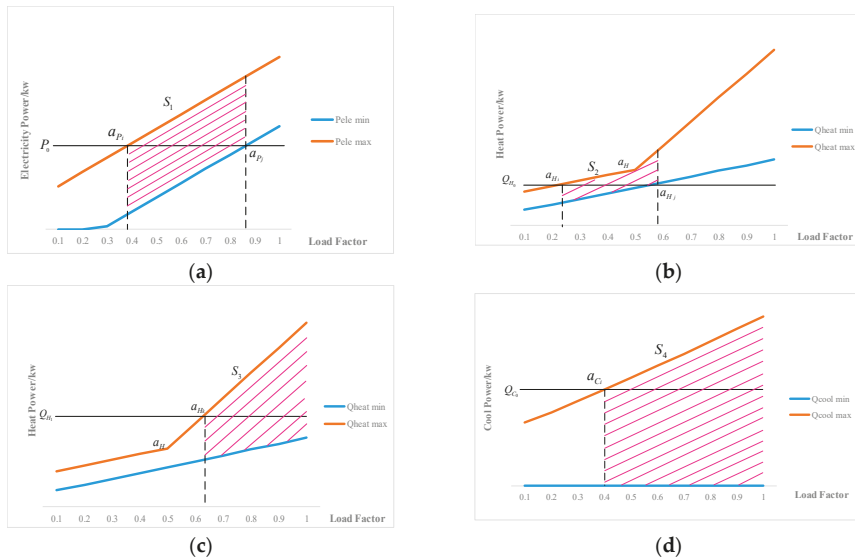 Electricity Power/kw
S1
aPi
P0
aPj
Pele min
Pele max
0.1 0.2 0.3 0.4 0.5 0.6 0.7 0.8 0.9 1 Load Factor
(a)
Heat Power/kw
S2
aH
aHi
QH0
aHj
Qheat min
Qheat max
0.1 0.2 0.3 0.4 0.5 0.6 0.7 0.8 0.9 1 Load Factor
(b)
Heat Power/kw
S3
aHk
QH1
aH
Qheat min
Qheat max
0.1 0.2 0.3 0.4 0.5 0.6 0.7 0.8 0.9 1 Load Factor
(c)
Cool Power/kw
S4
aCi
QC0
Qcool min
Qcool max
0.1 0.2 0.3 0.4 0.5 0.6 0.7 0.8 0.9 1 Load Factor
(d)